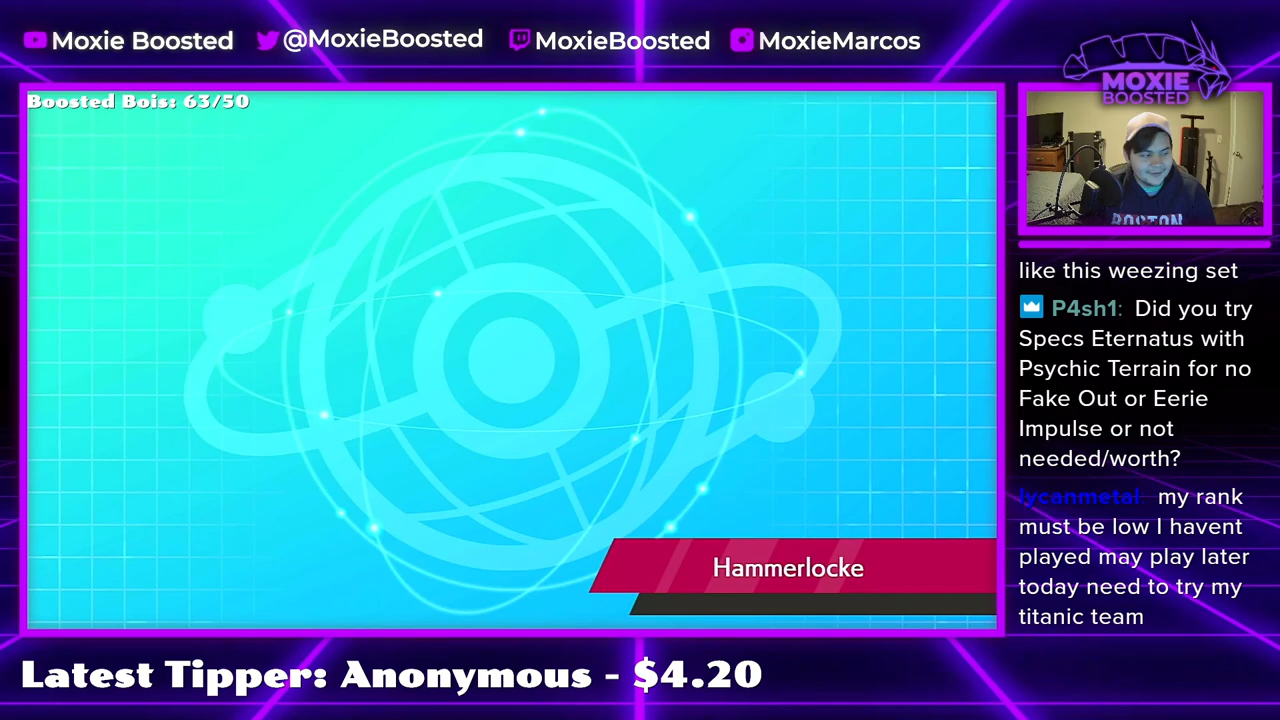 Moxie Boosted @MoxieBoosted MoxieBoosted MoxieMarcos
MOXIE
BOOSTED
Boosted Bois: 63/50
BOSTON
like this weezing set
P4sh1: Did you try
Specs Eternatus with
Psychic Terrain for no
Fake Out or Eerie
Impulse or not
needed/worth?
lycanmetal my rank
must be low I havent
played may play later
today need to try my
titanic team
Hammerlocke
Latest Tipper: Anonymous - $4.20